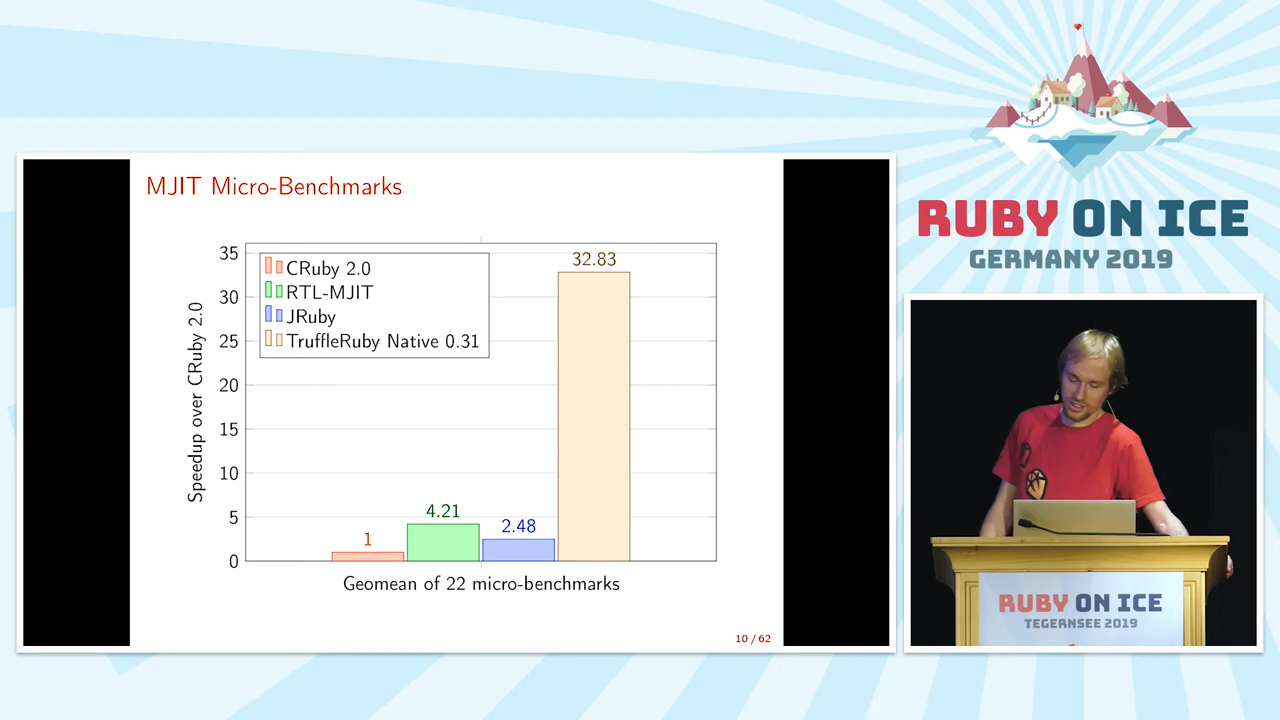 MJIT Micro-Benchmarks
Speedup over CRuby 2.0
35
30
25
20
15
10
5
0
CRuby 2.0
RTL-MJIT
JRuby
TruffleRuby Native 0.31
1
4.21
2.48
32.83
Geomean of 22 micro-benchmarks
10 / 62
RUBY ON ICE
GERMANY 2019
RUBY ON ICE
TEGERNSEE 2019